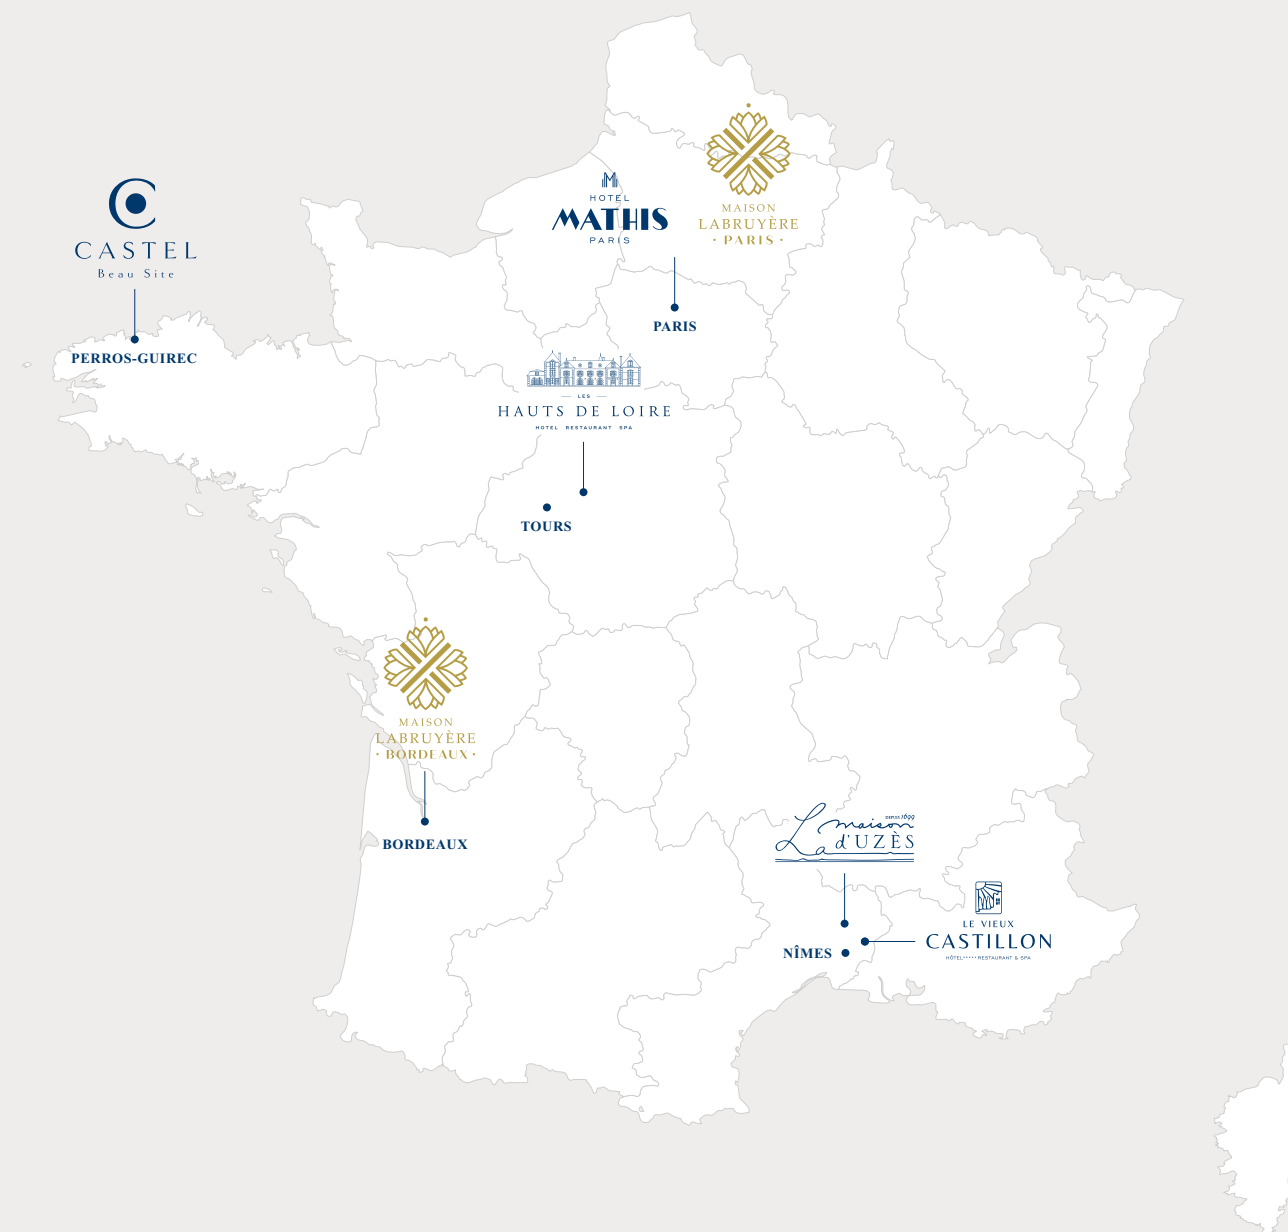 CASTEL
Beau Site
PERROS-GUIREC
M
HOTEL
MATHIS
PARIS
MAISON
LABRUYÈRE
• PARIS •
PARIS
LES
HAUTS DE LOIRE
HOTEL RESTAURANT SPA
TOURS
MAISON
LABRUYÈRE
• BORDEAUX •
BORDEAUX
DEPUIS 1699
La maison
d'UZÈS
LE VIEUX
CASTILLON
HÔTEL•••••RESTAURANT & SPA
NÎMES